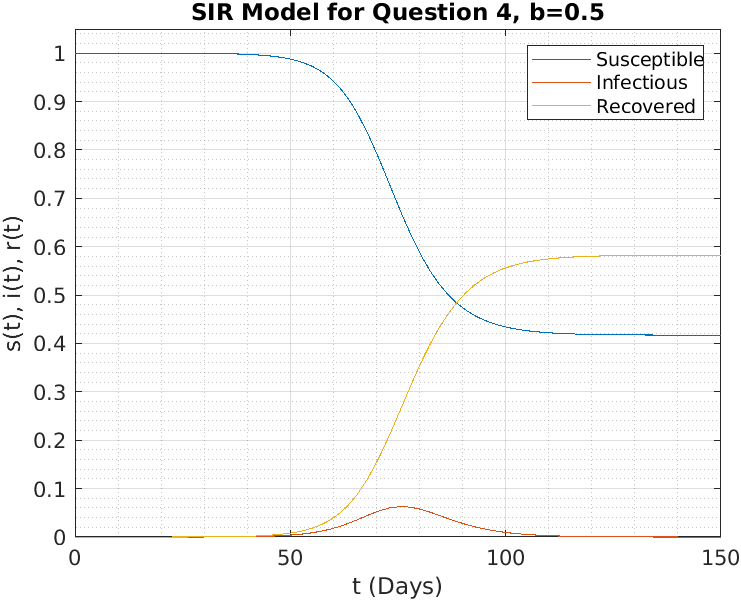 SIR Model for Question 4, b=0.5
Susceptible
Infectious
Recovered
1
0.9
0.8
0.7
0.6
0.5
0.4
0.3
0.2
0.1
0
s(t), i(t), r(t)
0 50 100 150
t (Days)